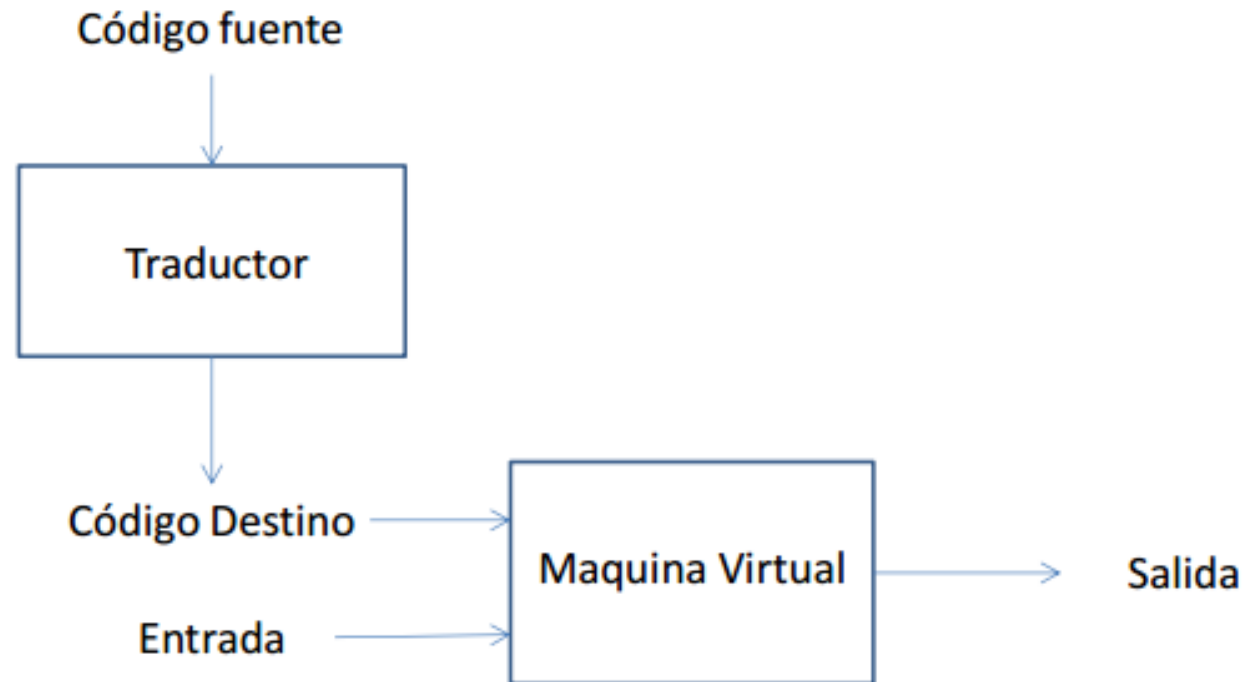 Código fuente
Traductor
Código Destino
Maquina Virtual
Salida
Entrada